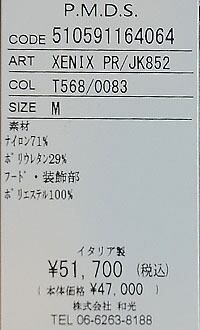 P.M.D.S.
CODE 510591164064
ART XENIX PR/JK852
COL T568/0083
SIZE M
素材
ﾅｲﾛﾝ71%
ﾎﾟﾘｳﾚﾀﾝ29%
ﾌｰﾄﾞ・装飾部
ﾎﾟﾘｴｽﾃﾙ100%
イタリア製
¥51,700 (税込)
( 本体価格 ¥47,000 )
株式会社 和光
TEL 06-6263-8188